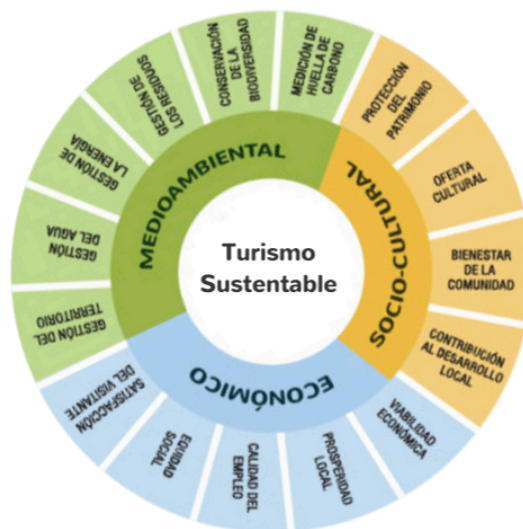 Turismo
Sustentable
MEDIOAMBIENTAL
GESTIÓN DEL
TERRITORIO
GESTIÓN
DEL AGUA
GESTIÓN DE
LA ENERGÍA
GESTIÓN DE
LOS RESIDUOS
CONSERVACIÓN
DE LA
BIODIVERSIDAD
MEDICIÓN DE
HUELLA DE
CARBONO
SOCIO-CULTURAL
PROTECCIÓN
DEL
PATRIMONIO
OFERTA
CULTURAL
BIENESTAR
DE LA
COMUNIDAD
CONTRIBUCIÓN
AL DESARROLLO
LOCAL
ECONÓMICO
VIABILIDAD
ECONÓMICA
PROSPERIDAD
LOCAL
CALIDAD DEL
EMPLEO
EQUIDAD
SOCIAL
SATISFACCIÓN
DEL VISITANTE